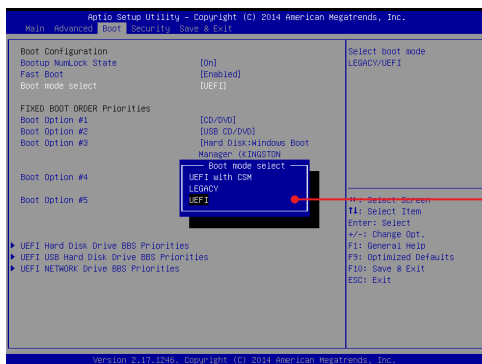 Aptio Setup Utility – Copyright (C) 2014 American Megatrends, Inc.
Main Advanced Boot Security Save & Exit
Boot Configuration
Bootup NumLock State [On]
Fast Boot [Enabled]
Boot mode select [UEFI]
FIXED BOOT ORDER Priorities
Boot Option #1 [CD/DVD]
Boot Option #2 [USB CD/DVD]
Boot Option #3 [Hard Disk:Windows Boot
Manager (KINGSTON
Boot mode select
UEFI with CSM
LEGACY
UEFI
Boot Option #4
Boot Option #5
UEFI Hard Disk Drive BBS Priorities
UEFI USB Hard Disk Drive BBS Priorities
UEFI NETWORK Drive BBS Priorities
Select boot mode
LEGACY/UEFI
: Select Screen
↑↓: Select Item
Enter: Select
+/-: Change Opt.
F1: General Help
F9: Optimized Defaults
F10: Save & Exit
ESC: Exit
Version 2.17.1246. Copyright (C) 2014 American Megatrends, Inc.